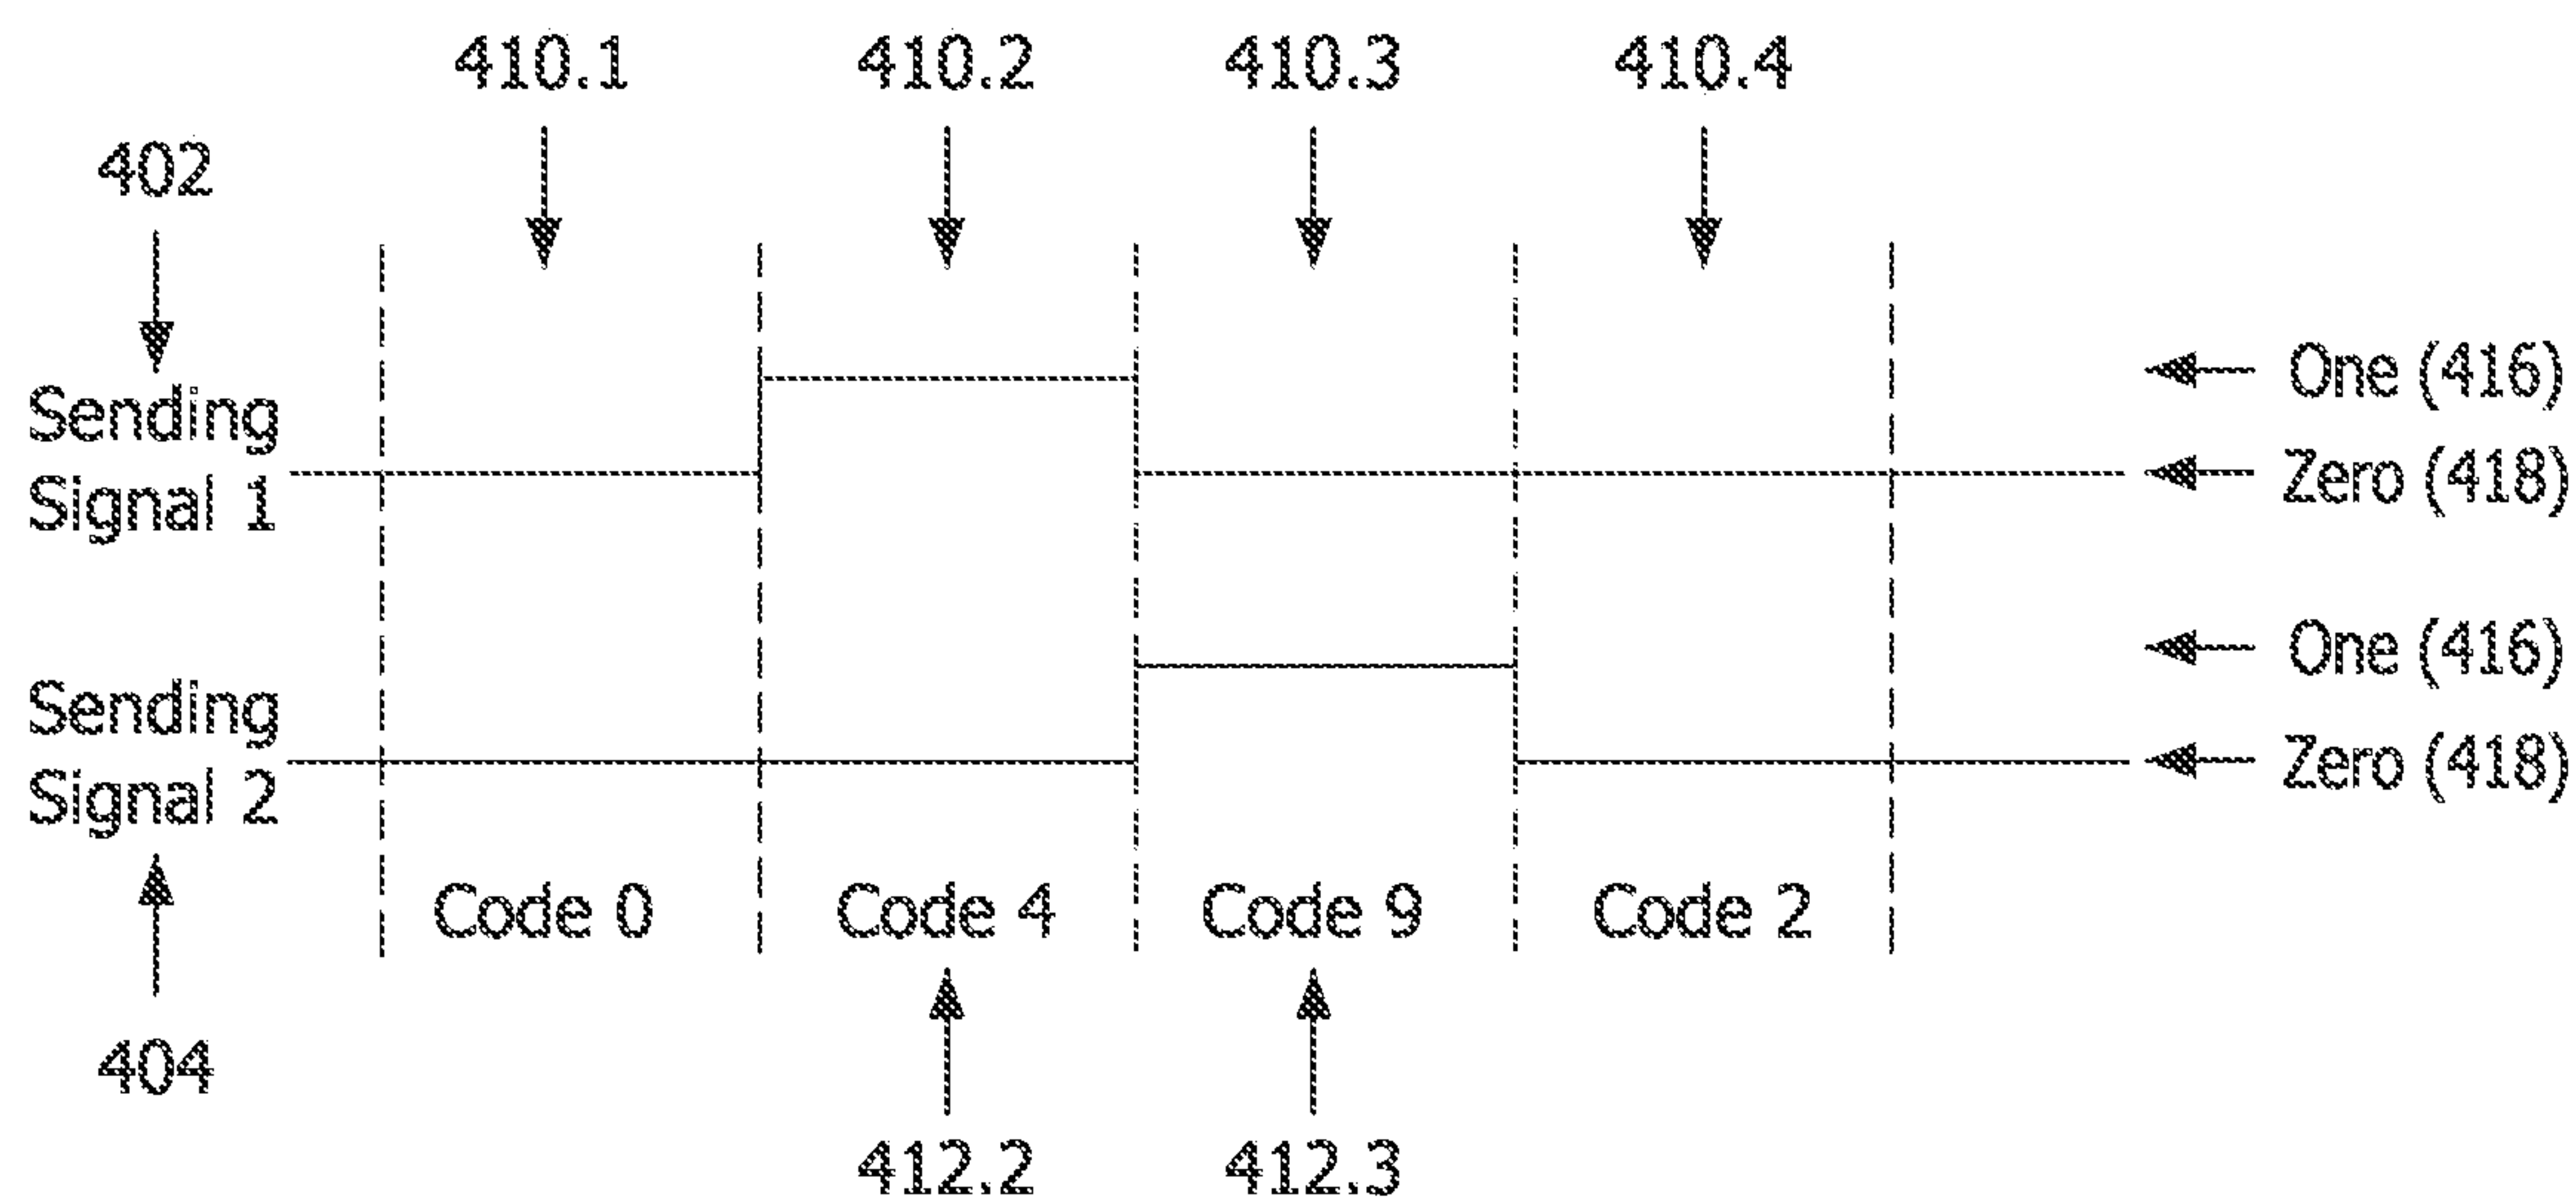 410.1
410.2
410.3
410.4
402
Sending
Signal 1
One (416)
Zero (418)
One (416)
Sending
Signal 2
Zero (418)
Code 0
Code 4
Code 9
Code 2
404
412.2
412.3